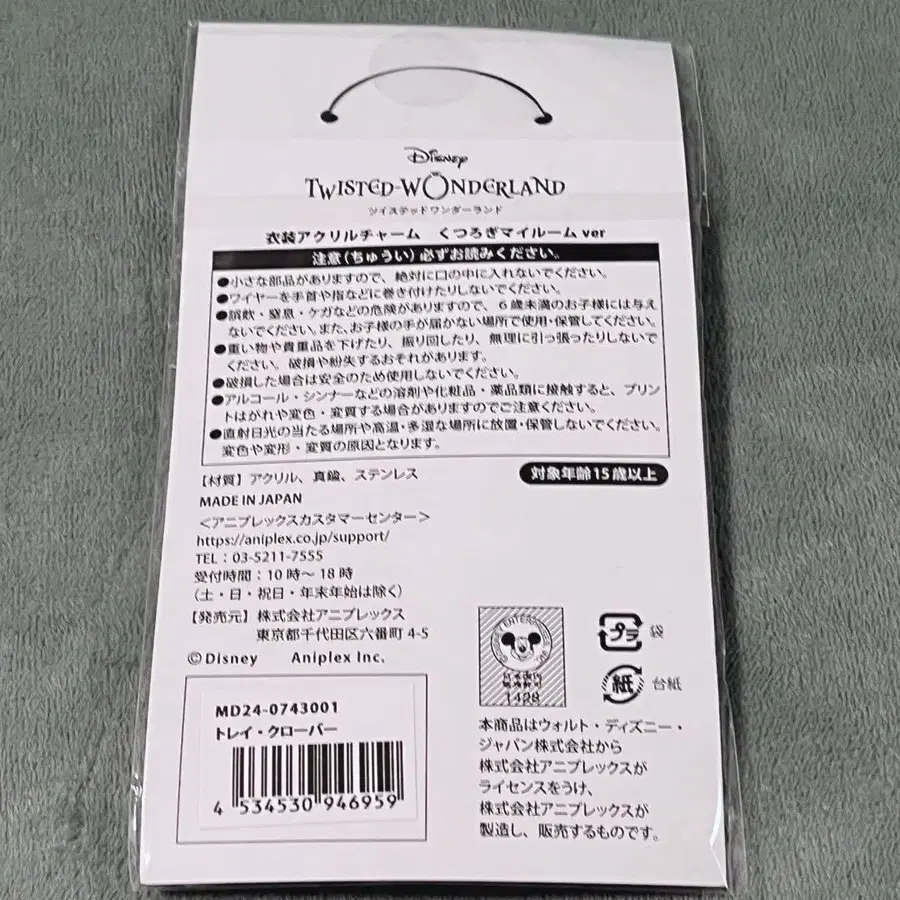 Disney
TWISTED-WONDERLAND
ツイステッドワンダーランド
衣装アクリルチャーム くつろぎマイルーム ver
注意(ちゅうい)必ずお読みください。
●小さな部品がありますので、絶対に口の中に入れないでください。
●ワイヤーを手首や指などに巻き付けたりしないでください。
●誤飲・窒息・ケガなどの危険がありますので、6歳未満のお子様には与え
ないでください。また、お子様の手が届かない場所で使用・保管してください。
●重い物や貴重品を下げたり、振り回したり、無理に引っ張ったりしないで
ください。破損や紛失するおそれがあります。
●破損した場合は安全のため使用しないでください。
●アルコール・シンナーなどの溶剤や化粧品・薬品類に接触すると、プリン
トはがれや変色・変質する場合がありますのでご注意ください。
●直射日光の当たる場所や高温・多湿な場所に放置・保管しないでください。
変色や変形・変質の原因となります。
【材質】アクリル、真鍮、ステンレス
対象年齢15歳以上
MADE IN JAPAN
<アニプレックスカスタマーセンター>
https://aniplex.co.jp/support/
TEL:03-5211-7555
受付時間:10時～18時
(土・日・祝日・年末年始は除く)
【発売元】株式会社アニプレックス
東京都千代田区六番町 4-5
©Disney Aniplex Inc.
MD24-0743001
トレイ・クローバー
4 534530 946959
1428
プラ 袋
紙 台紙
本商品はウォルト・ディズニー・
ジャパン株式会社から
株式会社アニプレックスが
ライセンスをうけ、
株式会社アニプレックスが
製造し、販売するものです。